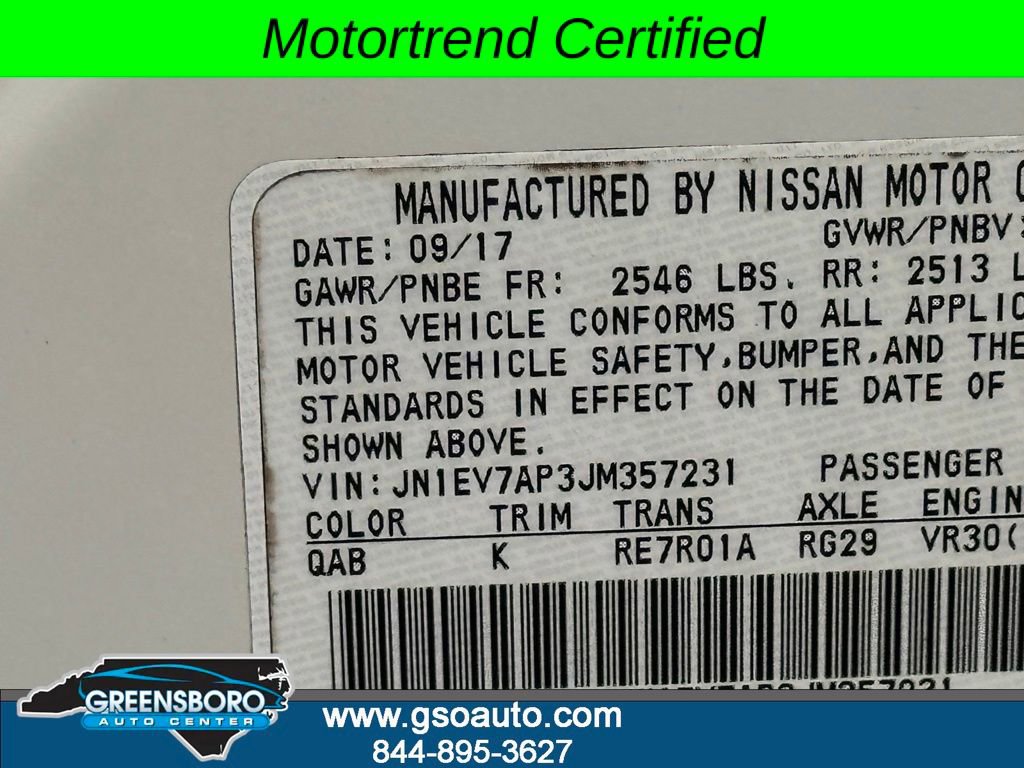 Motortrend Certified
MANUFACTURED BY NISSAN MOTOR
DATE: 09/17 GVWR/PNBV:
GAWR/PNBE FR: 2546 LBS. RR: 2513 L
THIS VEHICLE CONFORMS TO ALL APPLIC
MOTOR VEHICLE SAFETY,BUMPER,AND THE
STANDARDS IN EFFECT ON THE DATE OF
SHOWN ABOVE.
VIN:JN1EV7AP3JM357231 PASSENGER
COLOR TRIM TRANS AXLE ENGIN
QAB K RE7R01A RG29 VR30(
GREENSBORO
AUTO CENTER
www.gsoauto.com
844-895-3627